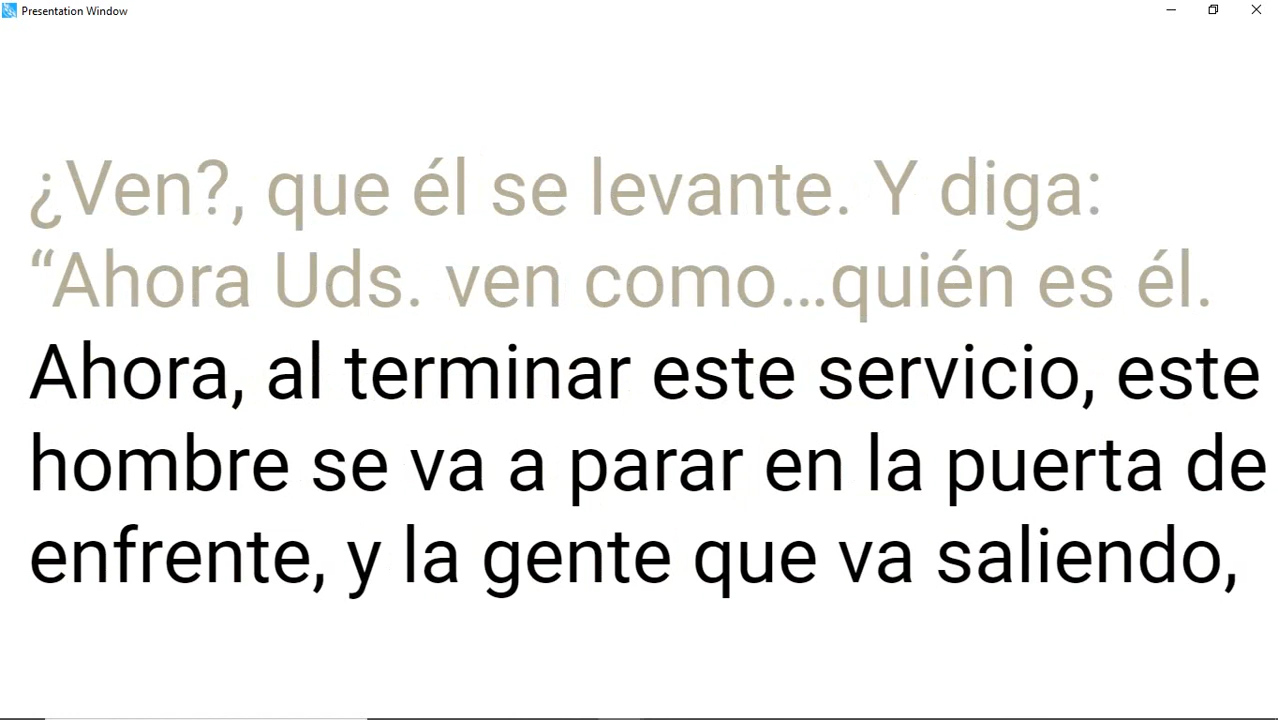 Presentation Window
¿Ven?, que él se levante. Y diga:
“Ahora Uds. ven como…quién es él.
Ahora, al terminar este servicio, este
hombre se va a parar en la puerta de
enfrente, y la gente que va saliendo,